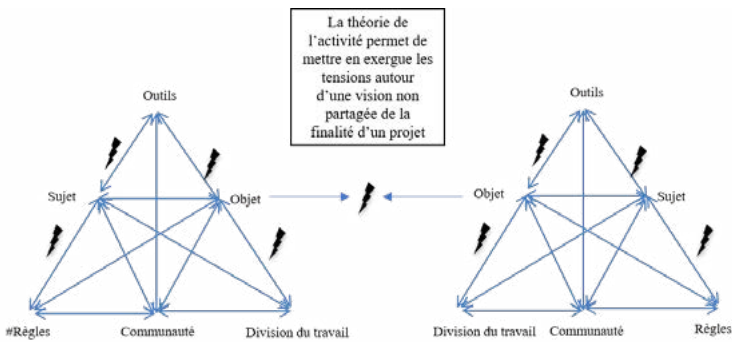 La théorie de
l'activité permet de
mettre en exergue les
tensions autour
d'une vision non
partagée de la
finalité d'un projet
Outils
Outils
Sujet
Objet
Objet
Sujet
#Règles
Communauté
Division du travail
Division du travail
Communauté
Règles